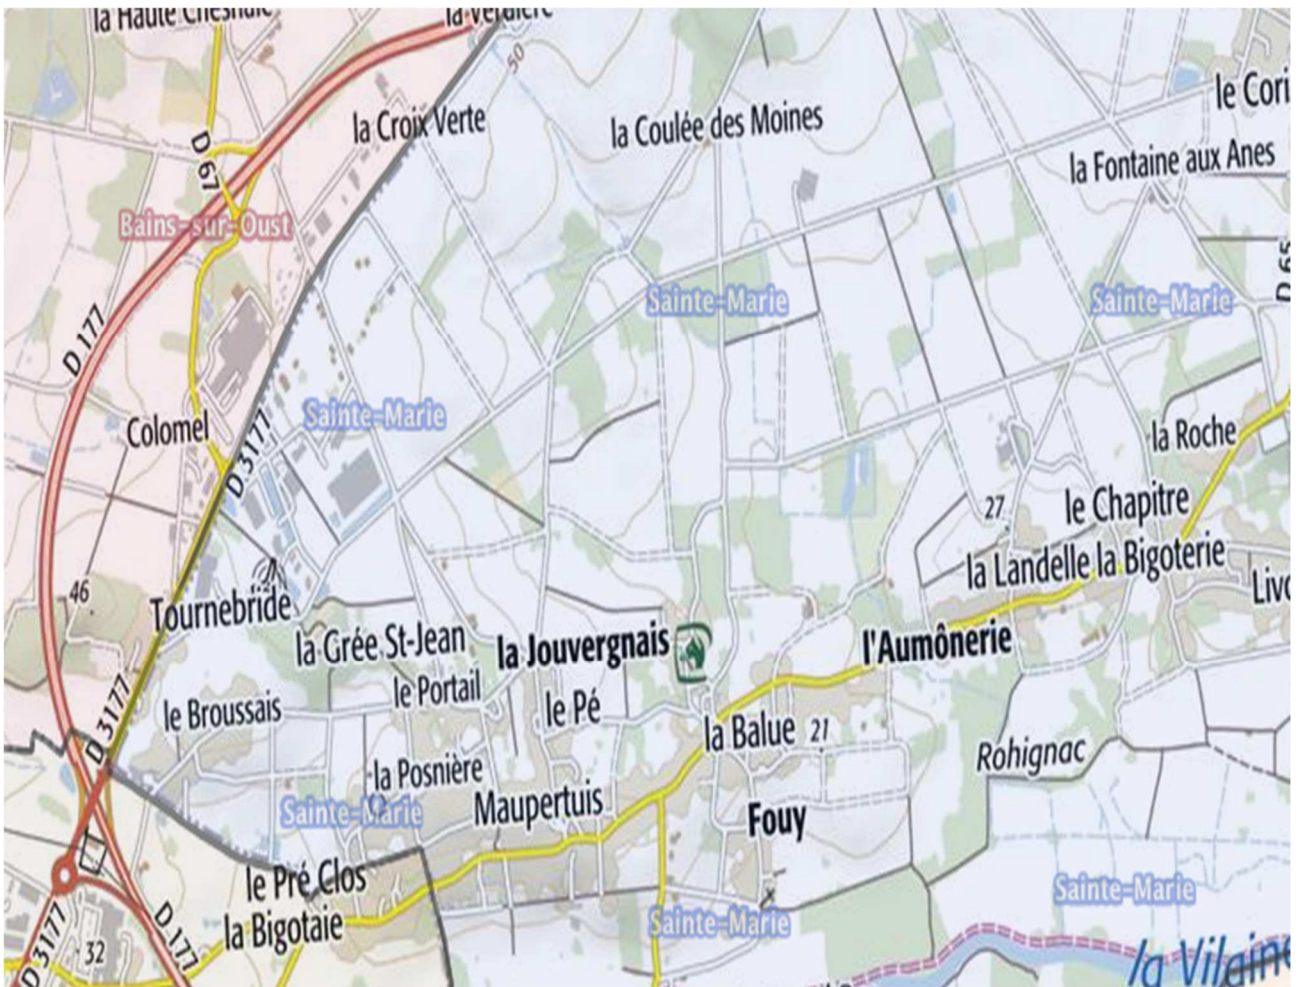 la Haute Chesnaie
la Verdière
50
la Croix Verte
la Coulée des Moines
le Cori
la Fontaine aux Anes
D 67
Bains-sur-Oust
D 59
Sainte-Marie
Sainte-Marie
D 177
Sainte-Marie
Colomel
la Roche
D 3177
27
le Chapitre
la Landelle
la Bigoterie
46
Livo
Tournebride
la Grée St-Jean
la Jouvergnais
l'Aumônerie
le Portail
le Broussais
le Pé
D 3177
la Balue
21
Rohignac
la Posnière
Sainte-Marie
Maupertuis
Fouy
le Pré Clos
Sainte-Marie
la Bigotaie
Sainte-Marie
D 3177
32
D 177
la Vilaine